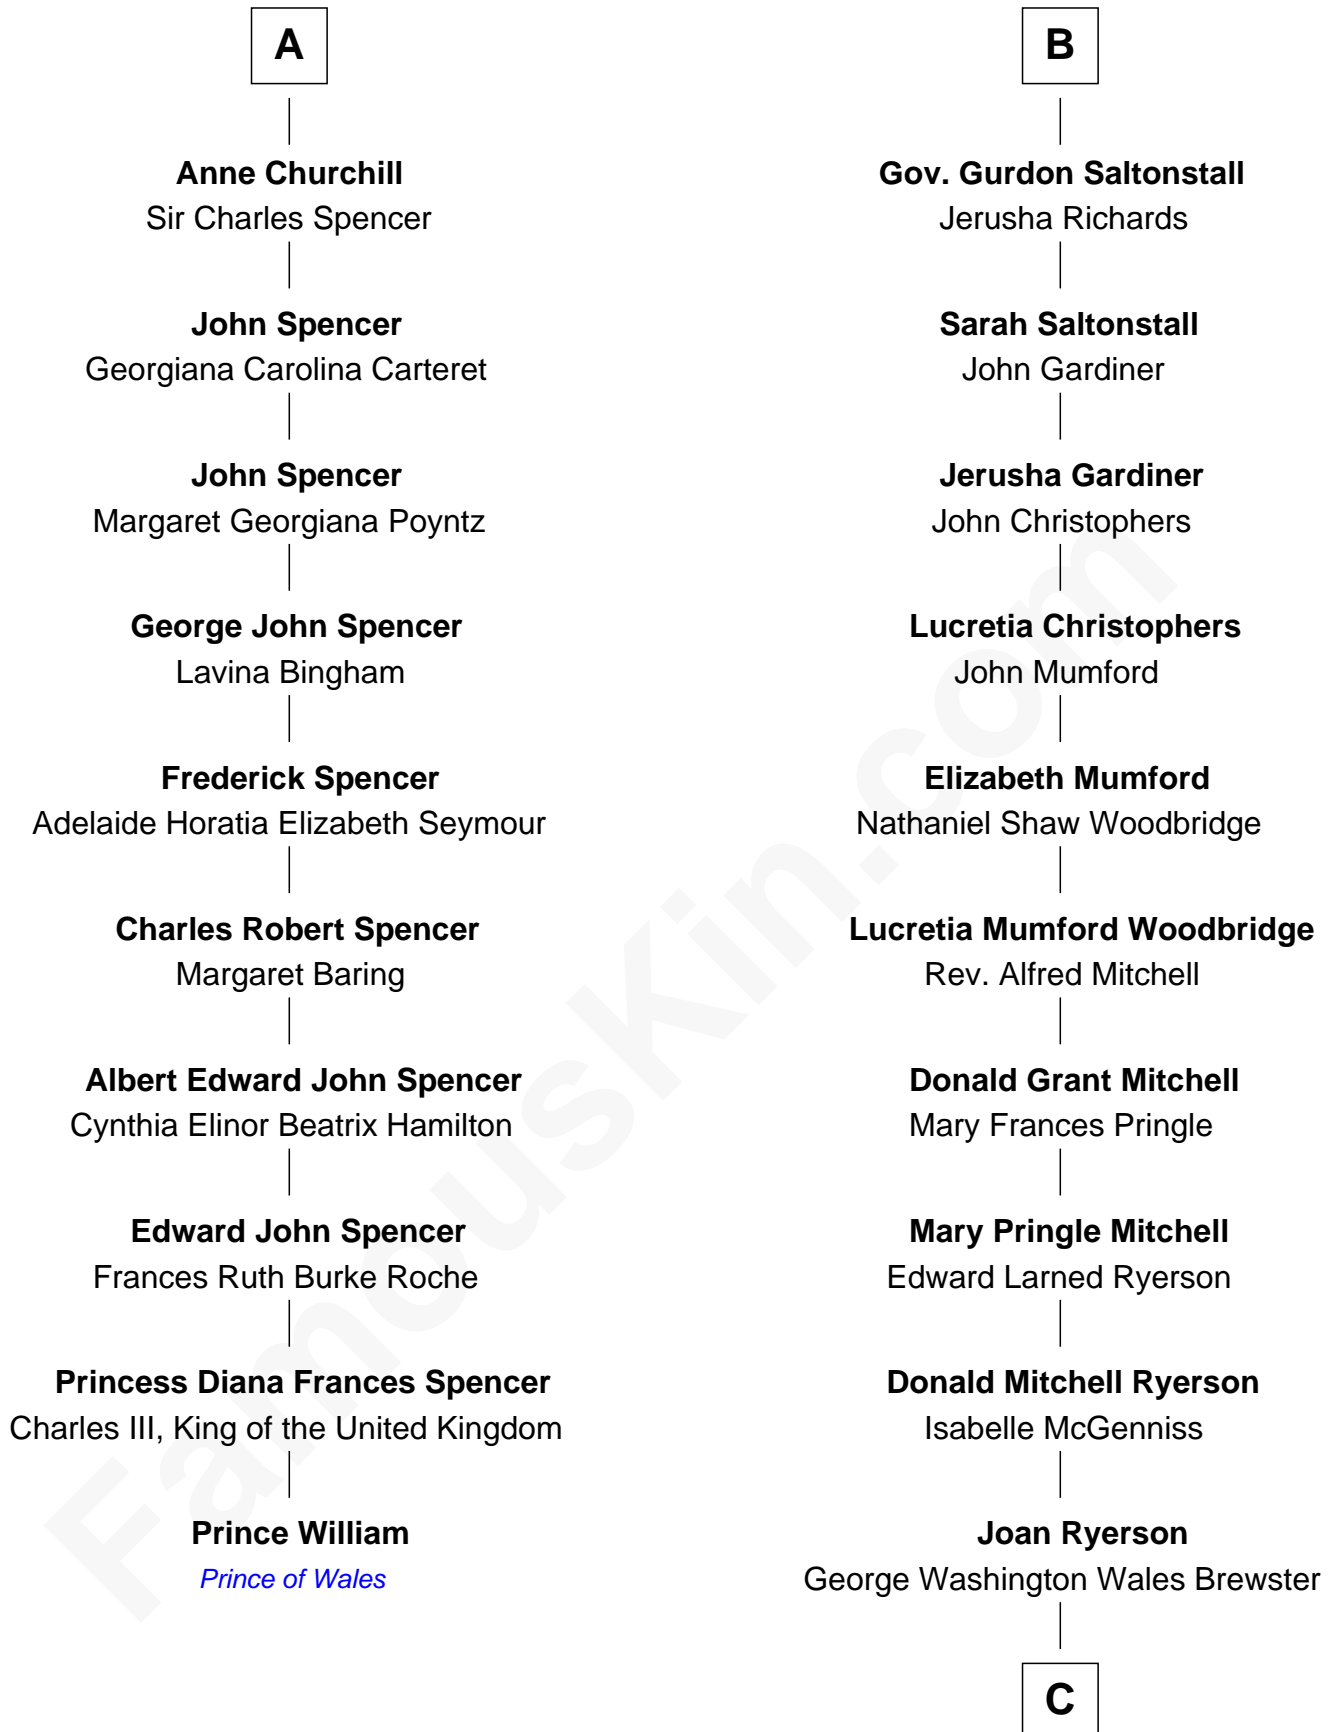 A
Anne Churchill
Sir Charles Spencer
John Spencer
Georgiana Carolina Carteret
John Spencer
Margaret Georgiana Poyntz
George John Spencer
Lavina Bingham
Frederick Spencer
Adelaide Horatia Elizabeth Seymour
Charles Robert Spencer
Margaret Baring
Albert Edward John Spencer
Cynthia Elinor Beatrix Hamilton
Edward John Spencer
Frances Ruth Burke Roche
Princess Diana Frances Spencer
Charles III, King of the United Kingdom
Prince William
Prince of Wales
B
Gov. Gurdon Saltonstall
Jerusha Richards
Sarah Saltonstall
John Gardiner
Jerusha Gardiner
John Christophers
Lucretia Christophers
John Mumford
Elizabeth Mumford
Nathaniel Shaw Woodbridge
Lucretia Mumford Woodbridge
Rev. Alfred Mitchell
Donald Grant Mitchell
Mary Frances Pringle
Mary Pringle Mitchell
Edward Larned Ryerson
Donald Mitchell Ryerson
Isabelle McGenniss
Joan Ryerson
George Washington Wales Brewster
C
FamousKin.com